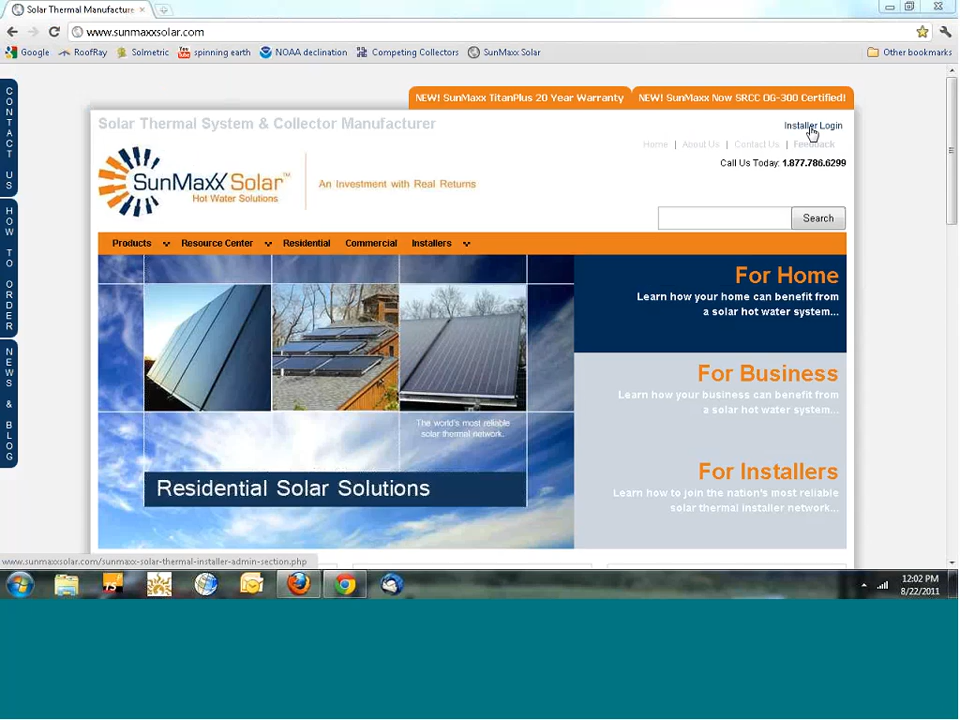 Solar Thermal Manufacture
www.sunmaxxsolar.com
Google RoofRay Solmetric spinning earth NOAA declination Competing Collectors SunMaxx Solar Other bookmarks
CONTACT US
HOW TO ORDER
NEWS & BLOG
NEW! SunMaxx TitanPlus 20 Year Warranty NEW! SunMaxx Now SRCC OG-300 Certified!
Solar Thermal System & Collector Manufacturer
Installer Login
Home | About Us | Contact Us | Feedback
Call Us Today: 1.877.786.6299
SunMaxx Solar
Hot Water Solutions
An Investment with Real Returns
Search
Products Resource Center Residential Commercial Installers
For Home
Learn how your home can benefit from
a solar hot water system...
For Business
Learn how your business can benefit from
a solar hot water system...
For Installers
Learn how to join the nation's most reliable
solar thermal installer network...
The world's most reliable
solar thermal network.
Residential Solar Solutions
www.sunmaxxsolar.com/sunmaxx-solar-thermal-installer-admin-section.php
12:02 PM
8/22/2011